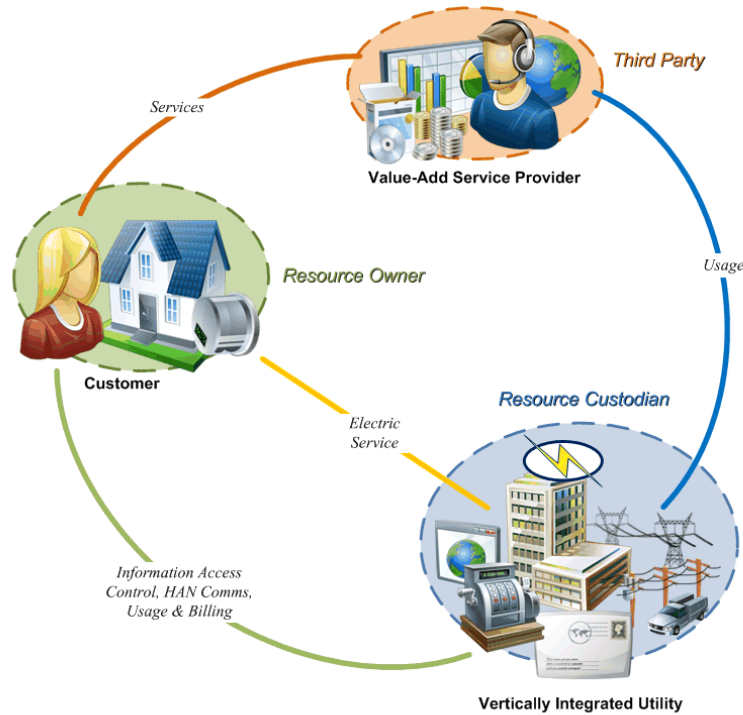 Third Party
Services
Value-Add Service Provider
Usage
Resource Owner
Customer
Resource Custodian
Electric
Service
Information Access
Control, HAN Comms,
Usage & Billing
Vertically Integrated Utility